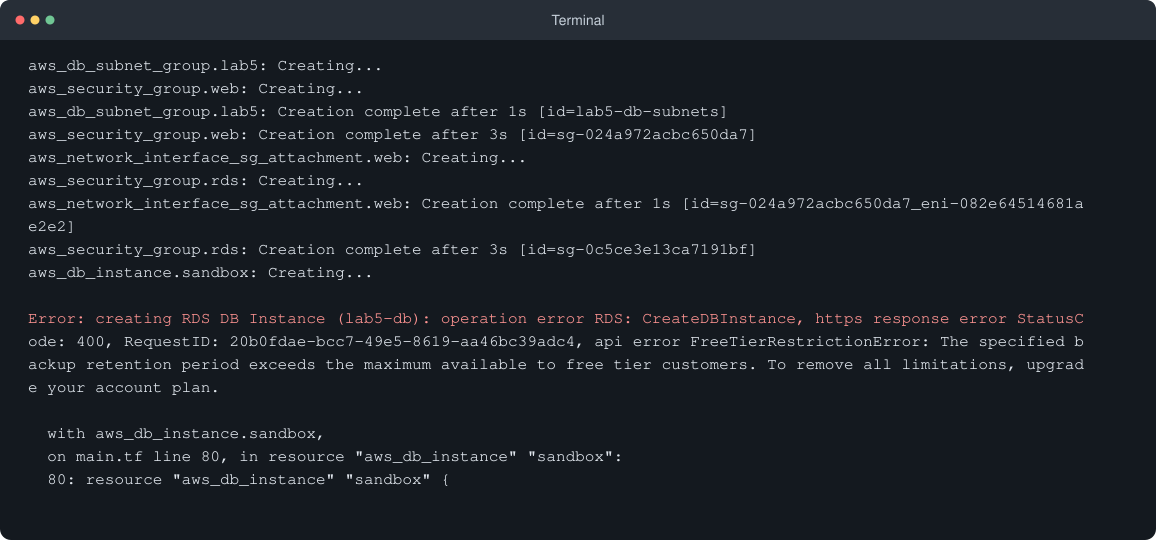 Terminal
aws_db_subnet_group.lab5: Creating...
aws_security_group.web: Creating...
aws_db_subnet_group.lab5: Creation complete after 1s [id=lab5-db-subnets]
aws_security_group.web: Creation complete after 3s [id=sg-024a972acbc650da7]
aws_network_interface_sg_attachment.web: Creating...
aws_security_group.rds: Creating...
aws_network_interface_sg_attachment.web: Creation complete after 1s [id=sg-024a972acbc650da7_eni-082e64514681a
e2e2]
aws_security_group.rds: Creation complete after 3s [id=sg-0c5ce3e13ca7191bf]
aws_db_instance.sandbox: Creating...
Error: creating RDS DB Instance (lab5-db): operation error RDS: CreateDBInstance, https response error StatusC
ode: 400, RequestID: 20b0fdae-bcc7-49e5-8619-aa46bc39adc4, api error FreeTierRestrictionError: The specified b
ackup retention period exceeds the maximum available to free tier customers. To remove all limitations, upgrad
e your account plan.
  with aws_db_instance.sandbox,
  on main.tf line 80, in resource "aws_db_instance" "sandbox":
  80: resource "aws_db_instance" "sandbox" {